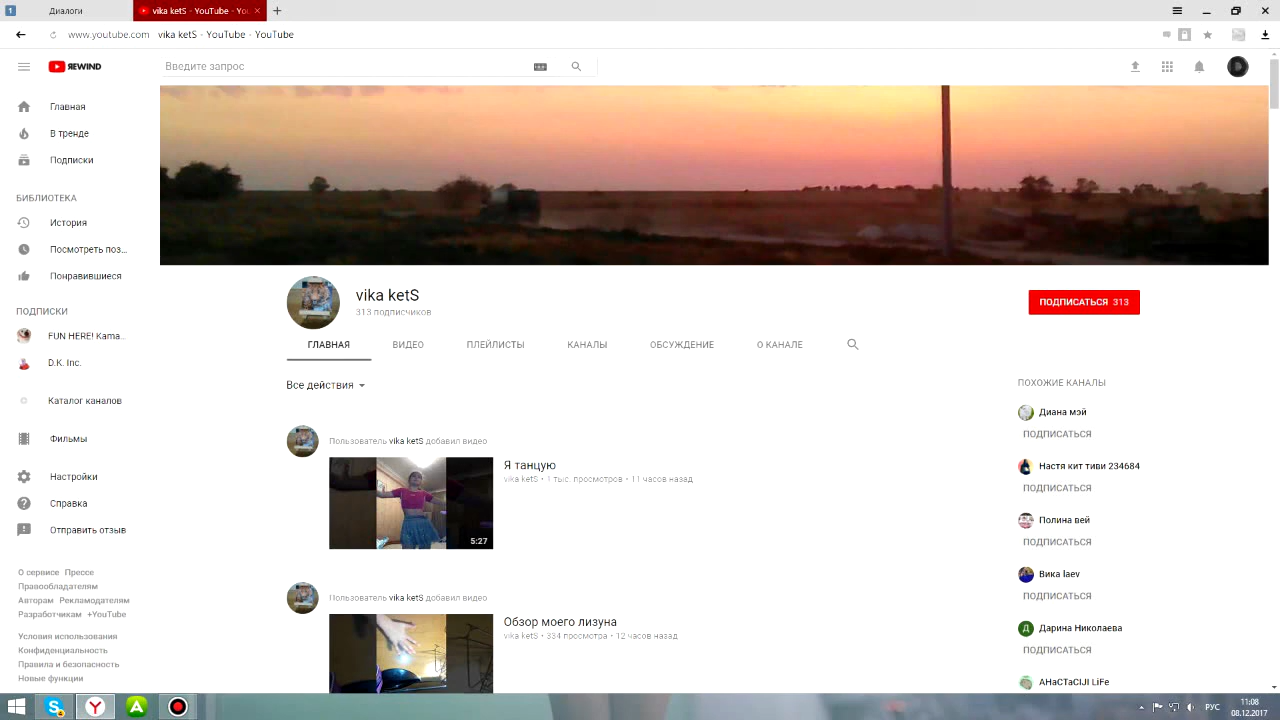 1
Диалоги
vika ketS - YouTube - You
www.youtube.com vika ketS - YouTube - YouTube
REWIND
Введите запрос
Главная
В тренде
Подписки
БИБЛИОТЕКА
История
Посмотреть поз...
Понравившиеся
ПОДПИСКИ
FUN HERE! Kama...
D.K. Inc.
Каталог каналов
Фильмы
Настройки
Справка
Отправить отзыв
О сервисе Прессе
Правообладателям
Авторам Рекламодателям
Разработчикам +YouTube
Условия использования
Конфиденциальность
Правила и безопасность
Новые функции
vika ketS
313 подписчиков
ПОДПИСАТЬСЯ 313
ГЛАВНАЯ ВИДЕО ПЛЕЙЛИСТЫ КАНАЛЫ ОБСУЖДЕНИЕ О КАНАЛЕ
Все действия
Пользователь vika ketS добавил видео
Я танцую
vika ketS • 1 тыс. просмотров • 11 часов назад
5:27
Пользователь vika ketS добавил видео
Обзор моего лизуна
vika ketS • 334 просмотра • 12 часов назад
ПОХОЖИЕ КАНАЛЫ
Диана мэй
ПОДПИСАТЬСЯ
Настя кит тиви 234684
ПОДПИСАТЬСЯ
Полина вей
ПОДПИСАТЬСЯ
Вика laev
ПОДПИСАТЬСЯ
Д
Дарина Николаева
ПОДПИСАТЬСЯ
AHaCTaCIJI LiFe
РУС
11:08
08.12.2017